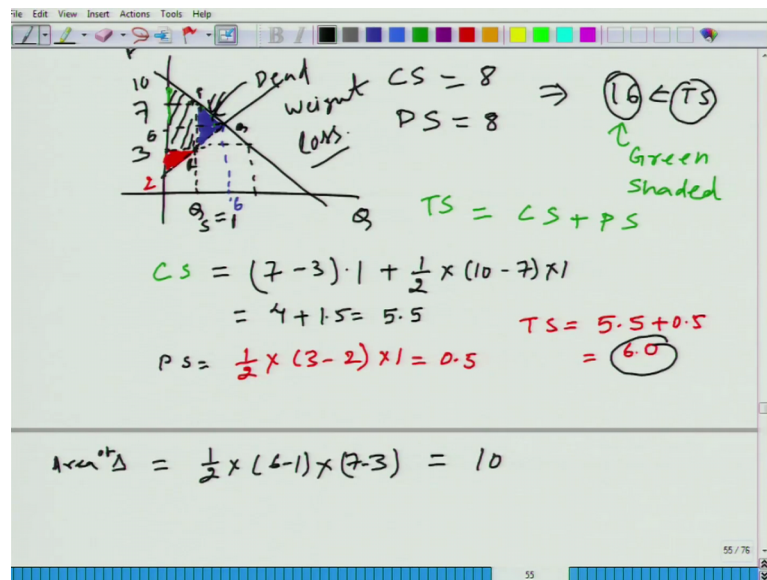 File Edit View Insert Actions Tools Help
P
10
7
6
3
2
Dead
Weight
Loss.
CS = 8
PS = 8
⇒ 16 < TS
↑
Green
Shaded
Qs = 1
6
Q
TS = CS + PS
CS = (7 - 3) · 1 + 1/2 × (10 - 7) × 1
= 4 + 1.5 = 5.5
PS = 1/2 × (3 - 2) × 1 = 0.5
TS = 5.5 + 0.5
= 6.0
Area of Δ = 1/2 × (6-1) × (7-3) = 10
55 / 76
55